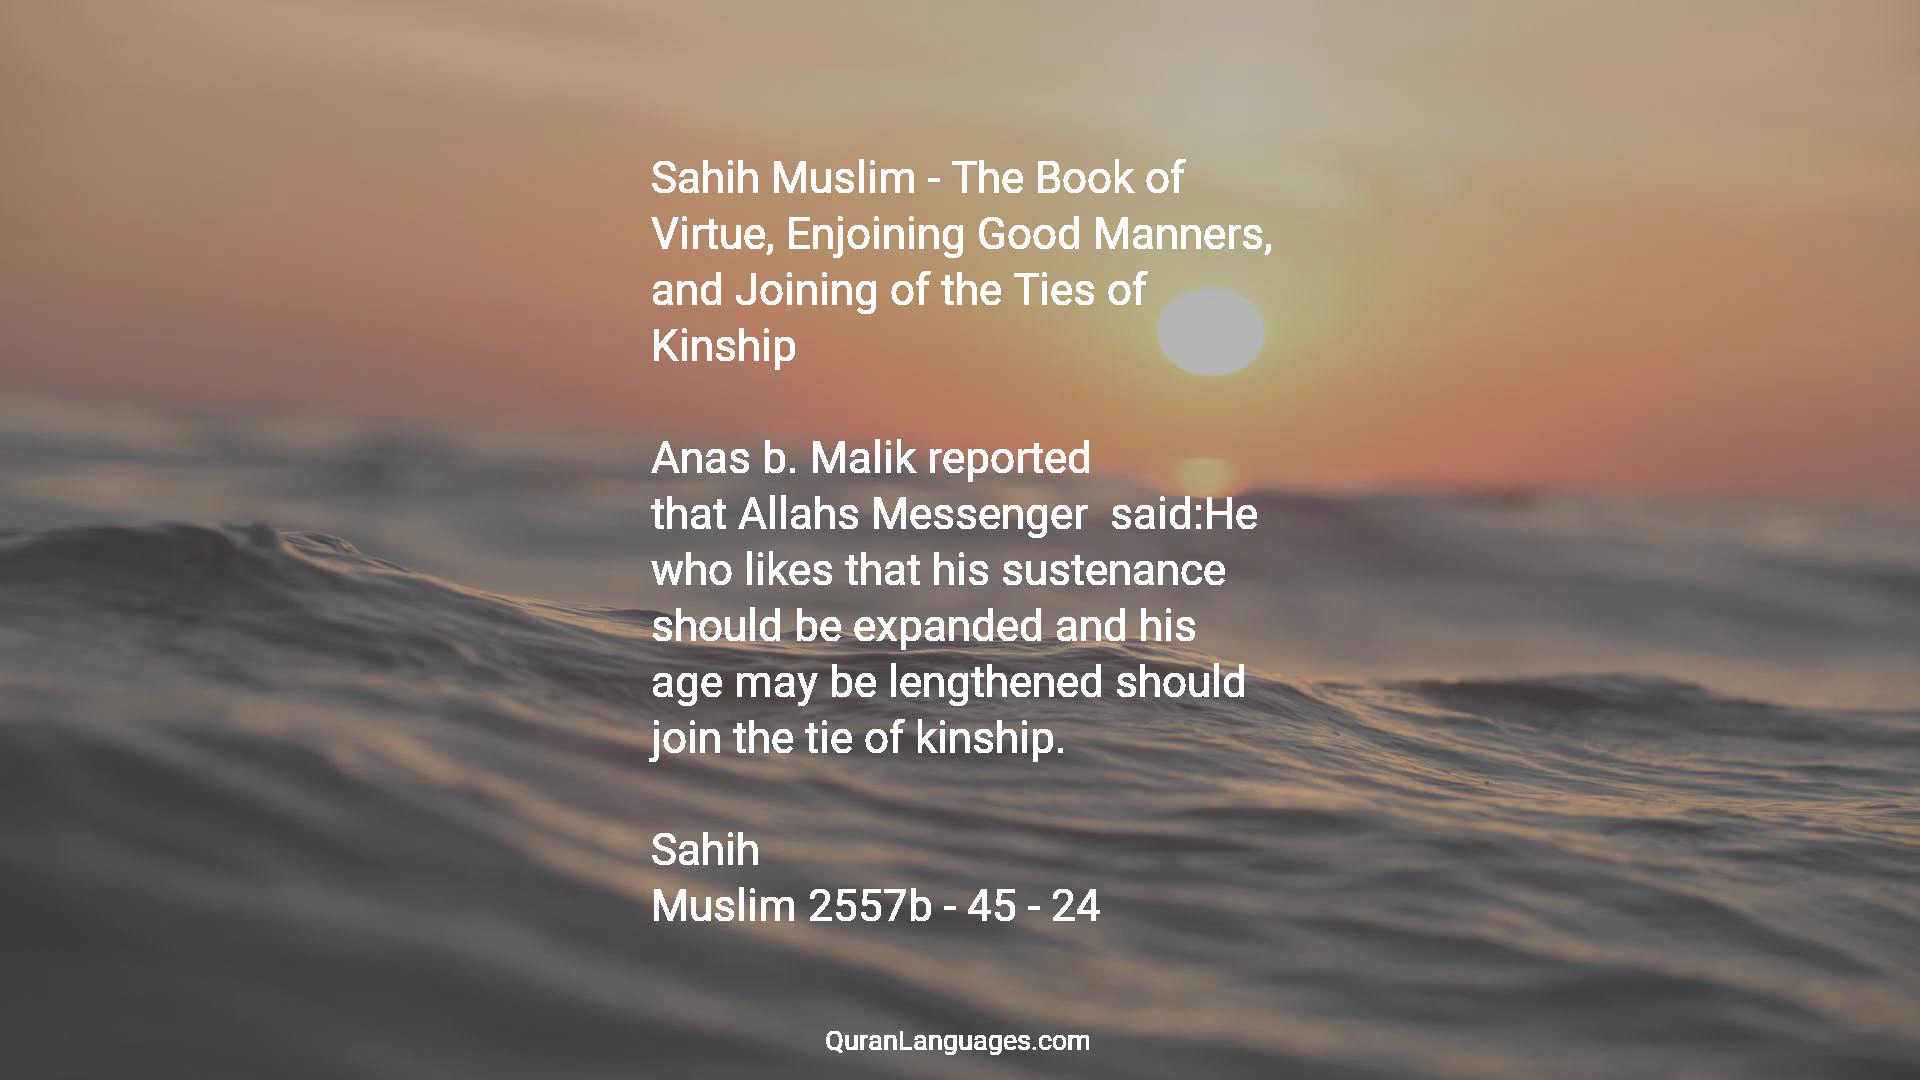 Sahih Muslim - The Book of
Virtue, Enjoining Good Manners,
and Joining of the Ties of
Kinship
Anas b. Malik reported
that Allahs Messenger  said:He
who likes that his sustenance
should be expanded and his
age may be lengthened should
join the tie of kinship.
Sahih
Muslim 2557b - 45 - 24
QuranLanguages.com